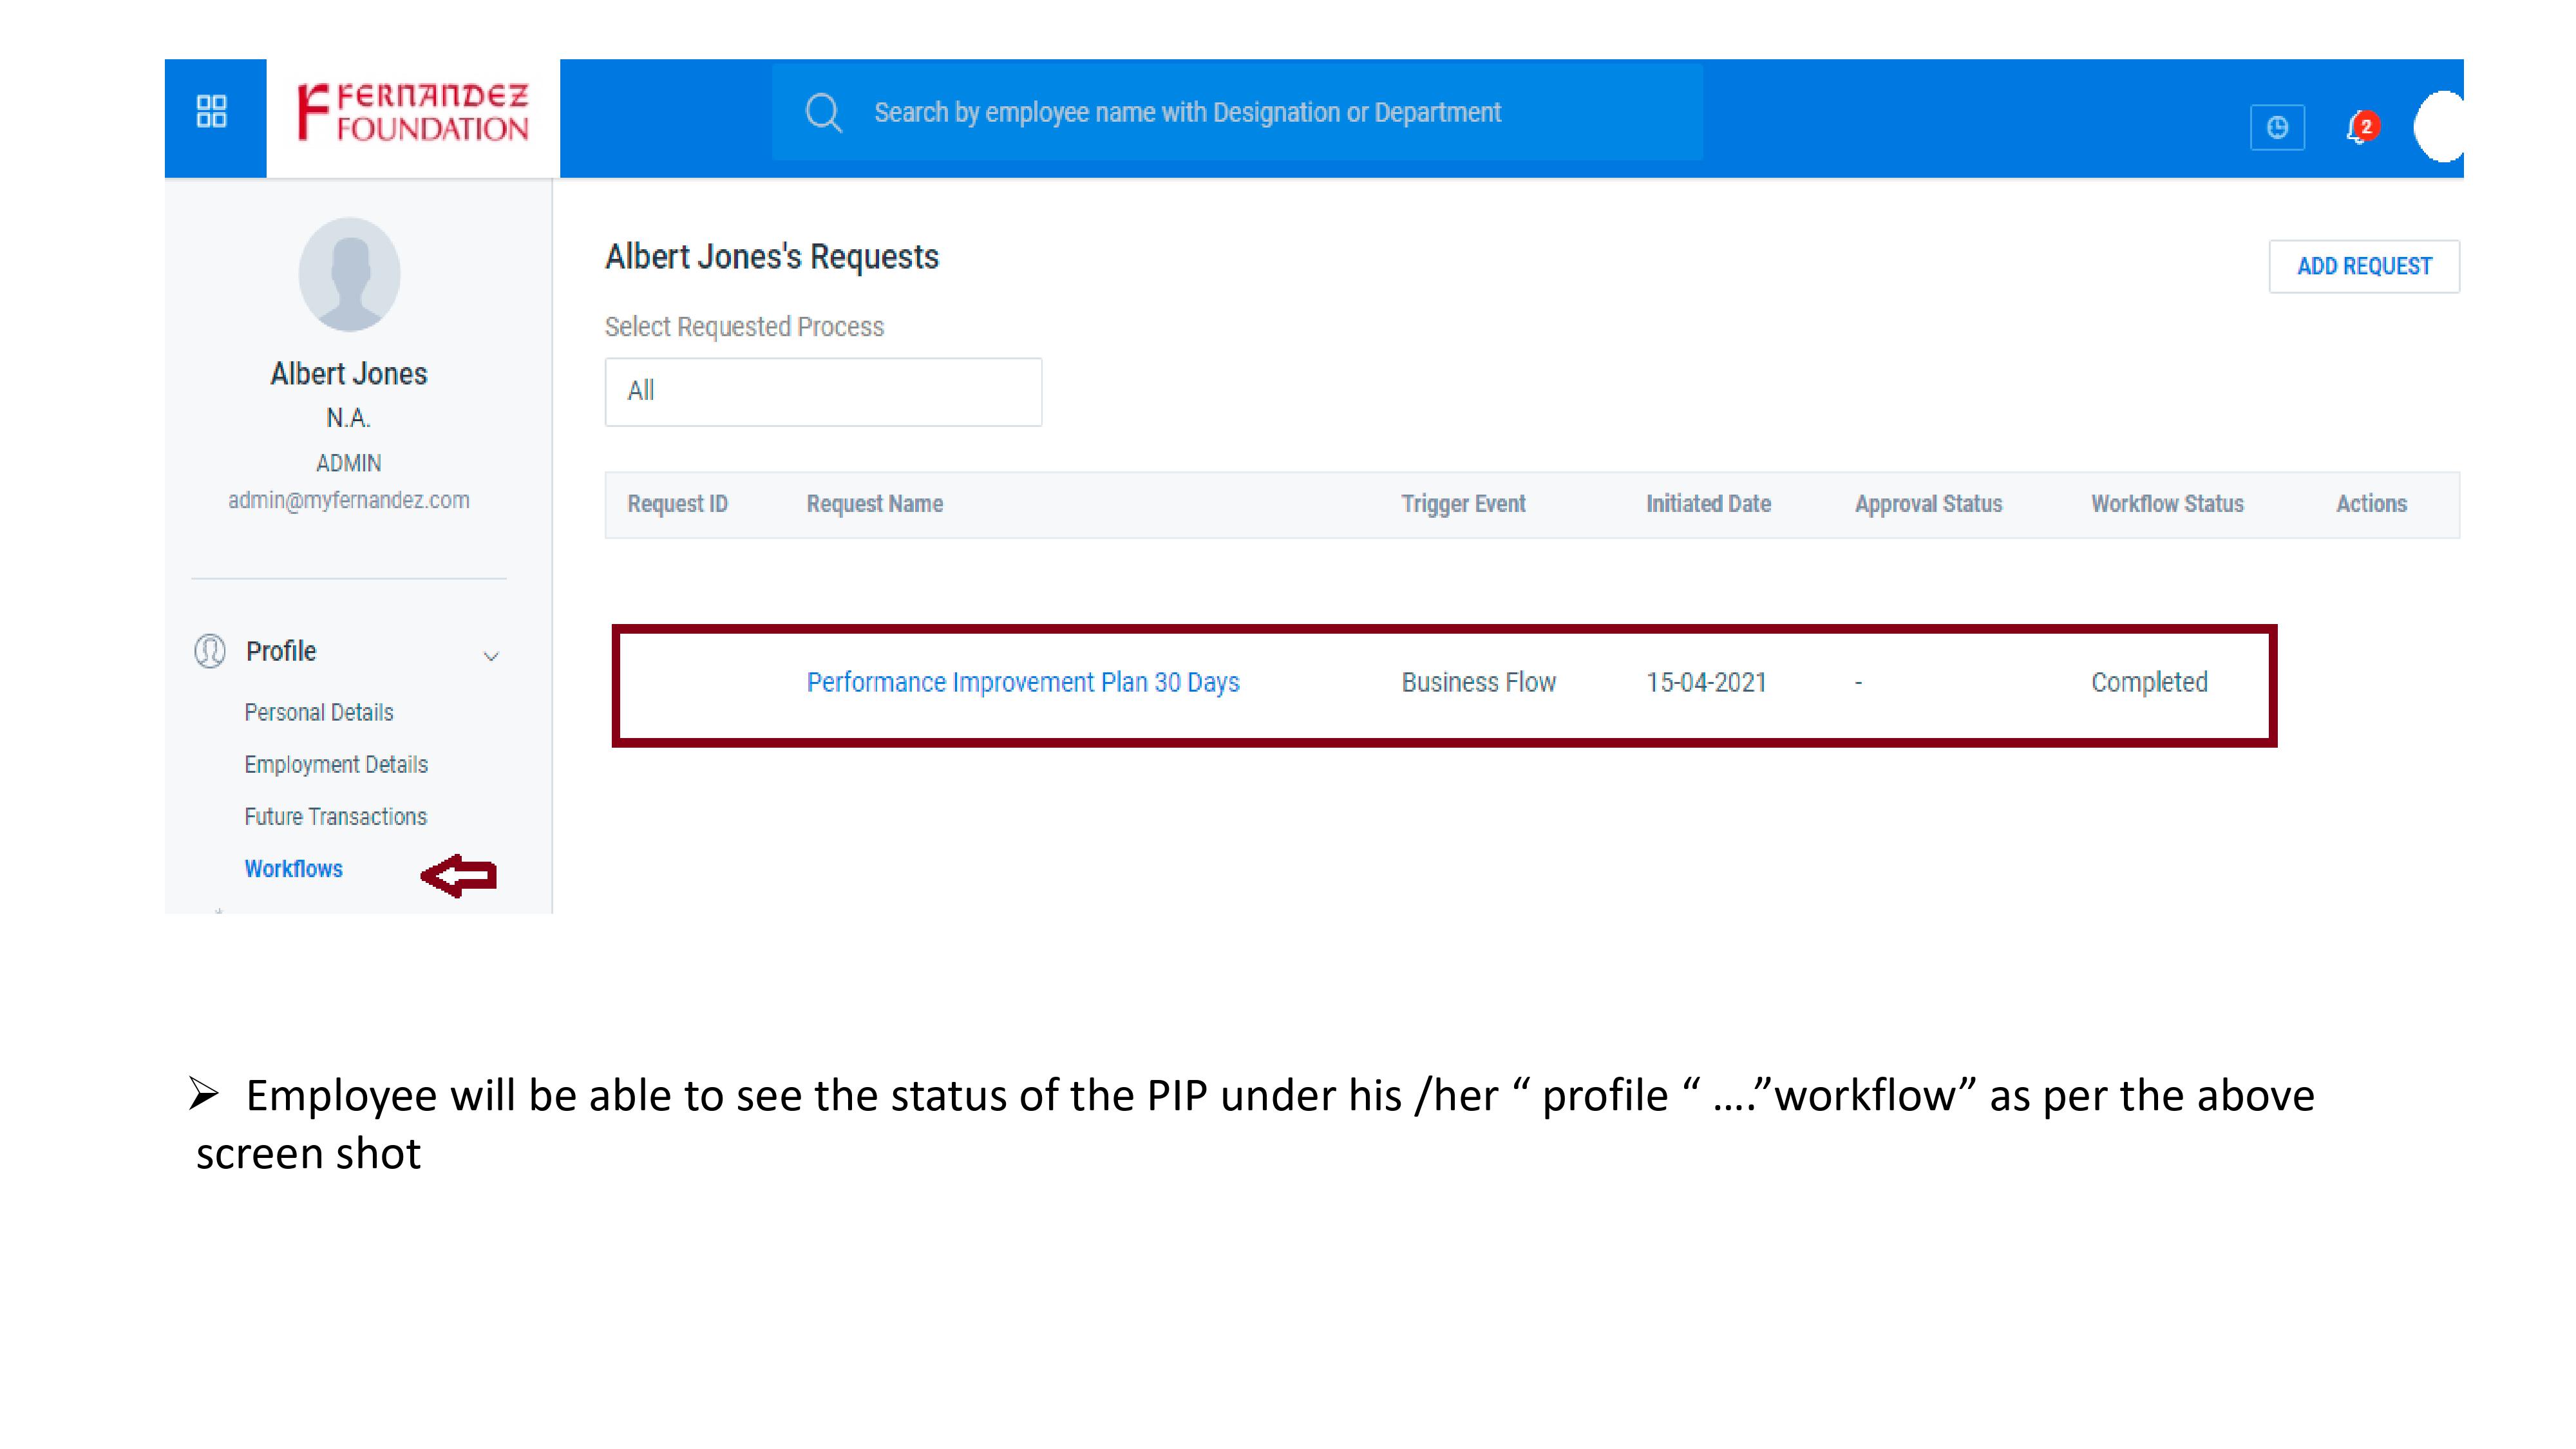 FERNANDEZ
FOUNDATION
Search by employee name with Designation or Department
2
Albert Jones
N.A.
ADMIN
admin@myfernandez.com
Profile
Personal Details
Employment Details
Future Transactions
Workflows
Albert Jones's Requests
ADD REQUEST
Select Requested Process
All
Request ID Request Name Trigger Event Initiated Date Approval Status Workflow Status Actions
Performance Improvement Plan 30 Days Business Flow 15-04-2021 - Completed
➢ Employee will be able to see the status of the PIP under his /her “ profile “ ….”workflow” as per the above
screen shot